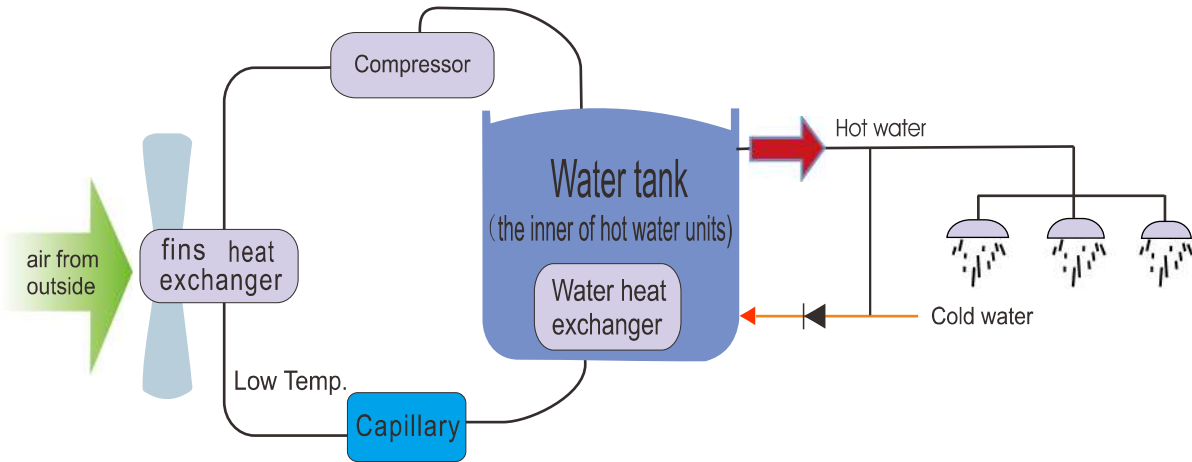 Compressor
Hot water
Water tank
(the inner of hot water units)
fins heat
exchanger
air from
outside
Water heat
exchanger
Cold water
Low Temp.
Capillary